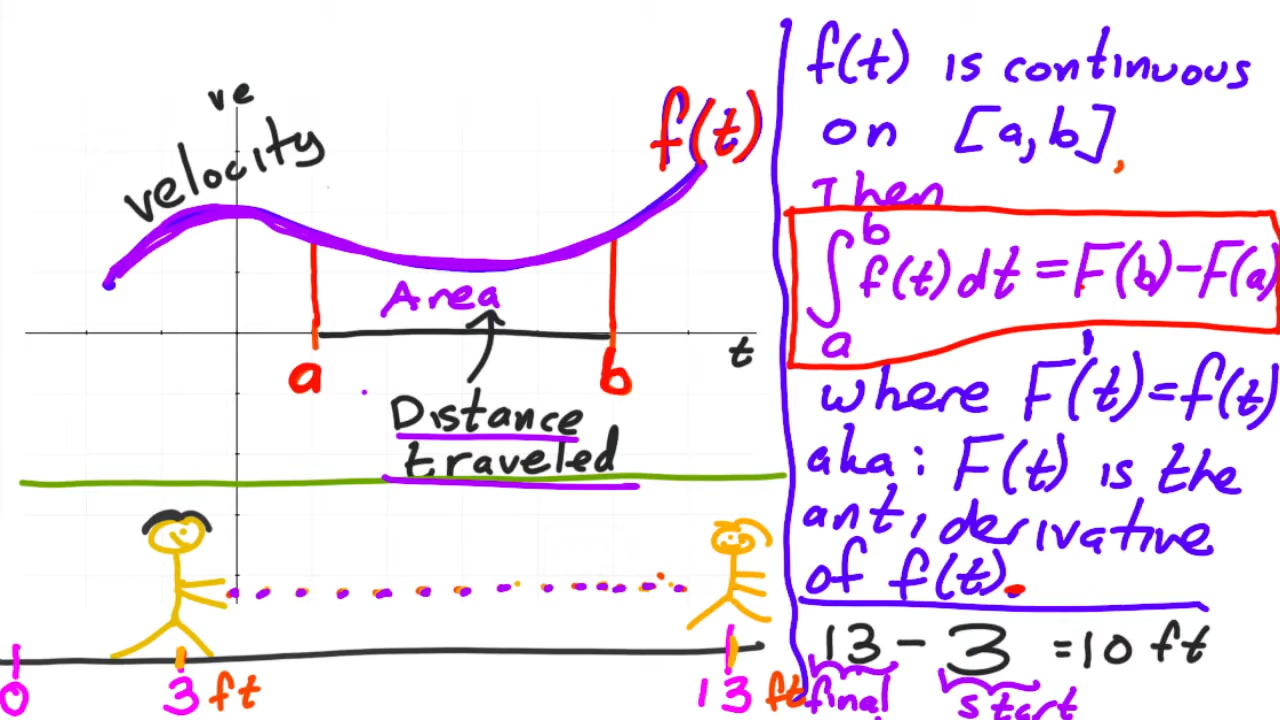 ve
velocity
f(t)
Area
t
a
b
Distance
traveled
0
3 ft
13 ft
f(t) is continuous
on [a,b],
Then
∫ₐᵇ f(t) dt = F(b) - F(a)
where F'(t) = f(t)
aka: F(t) is the
antiderivative
of f(t).
13 - 3 = 10 ft
final start